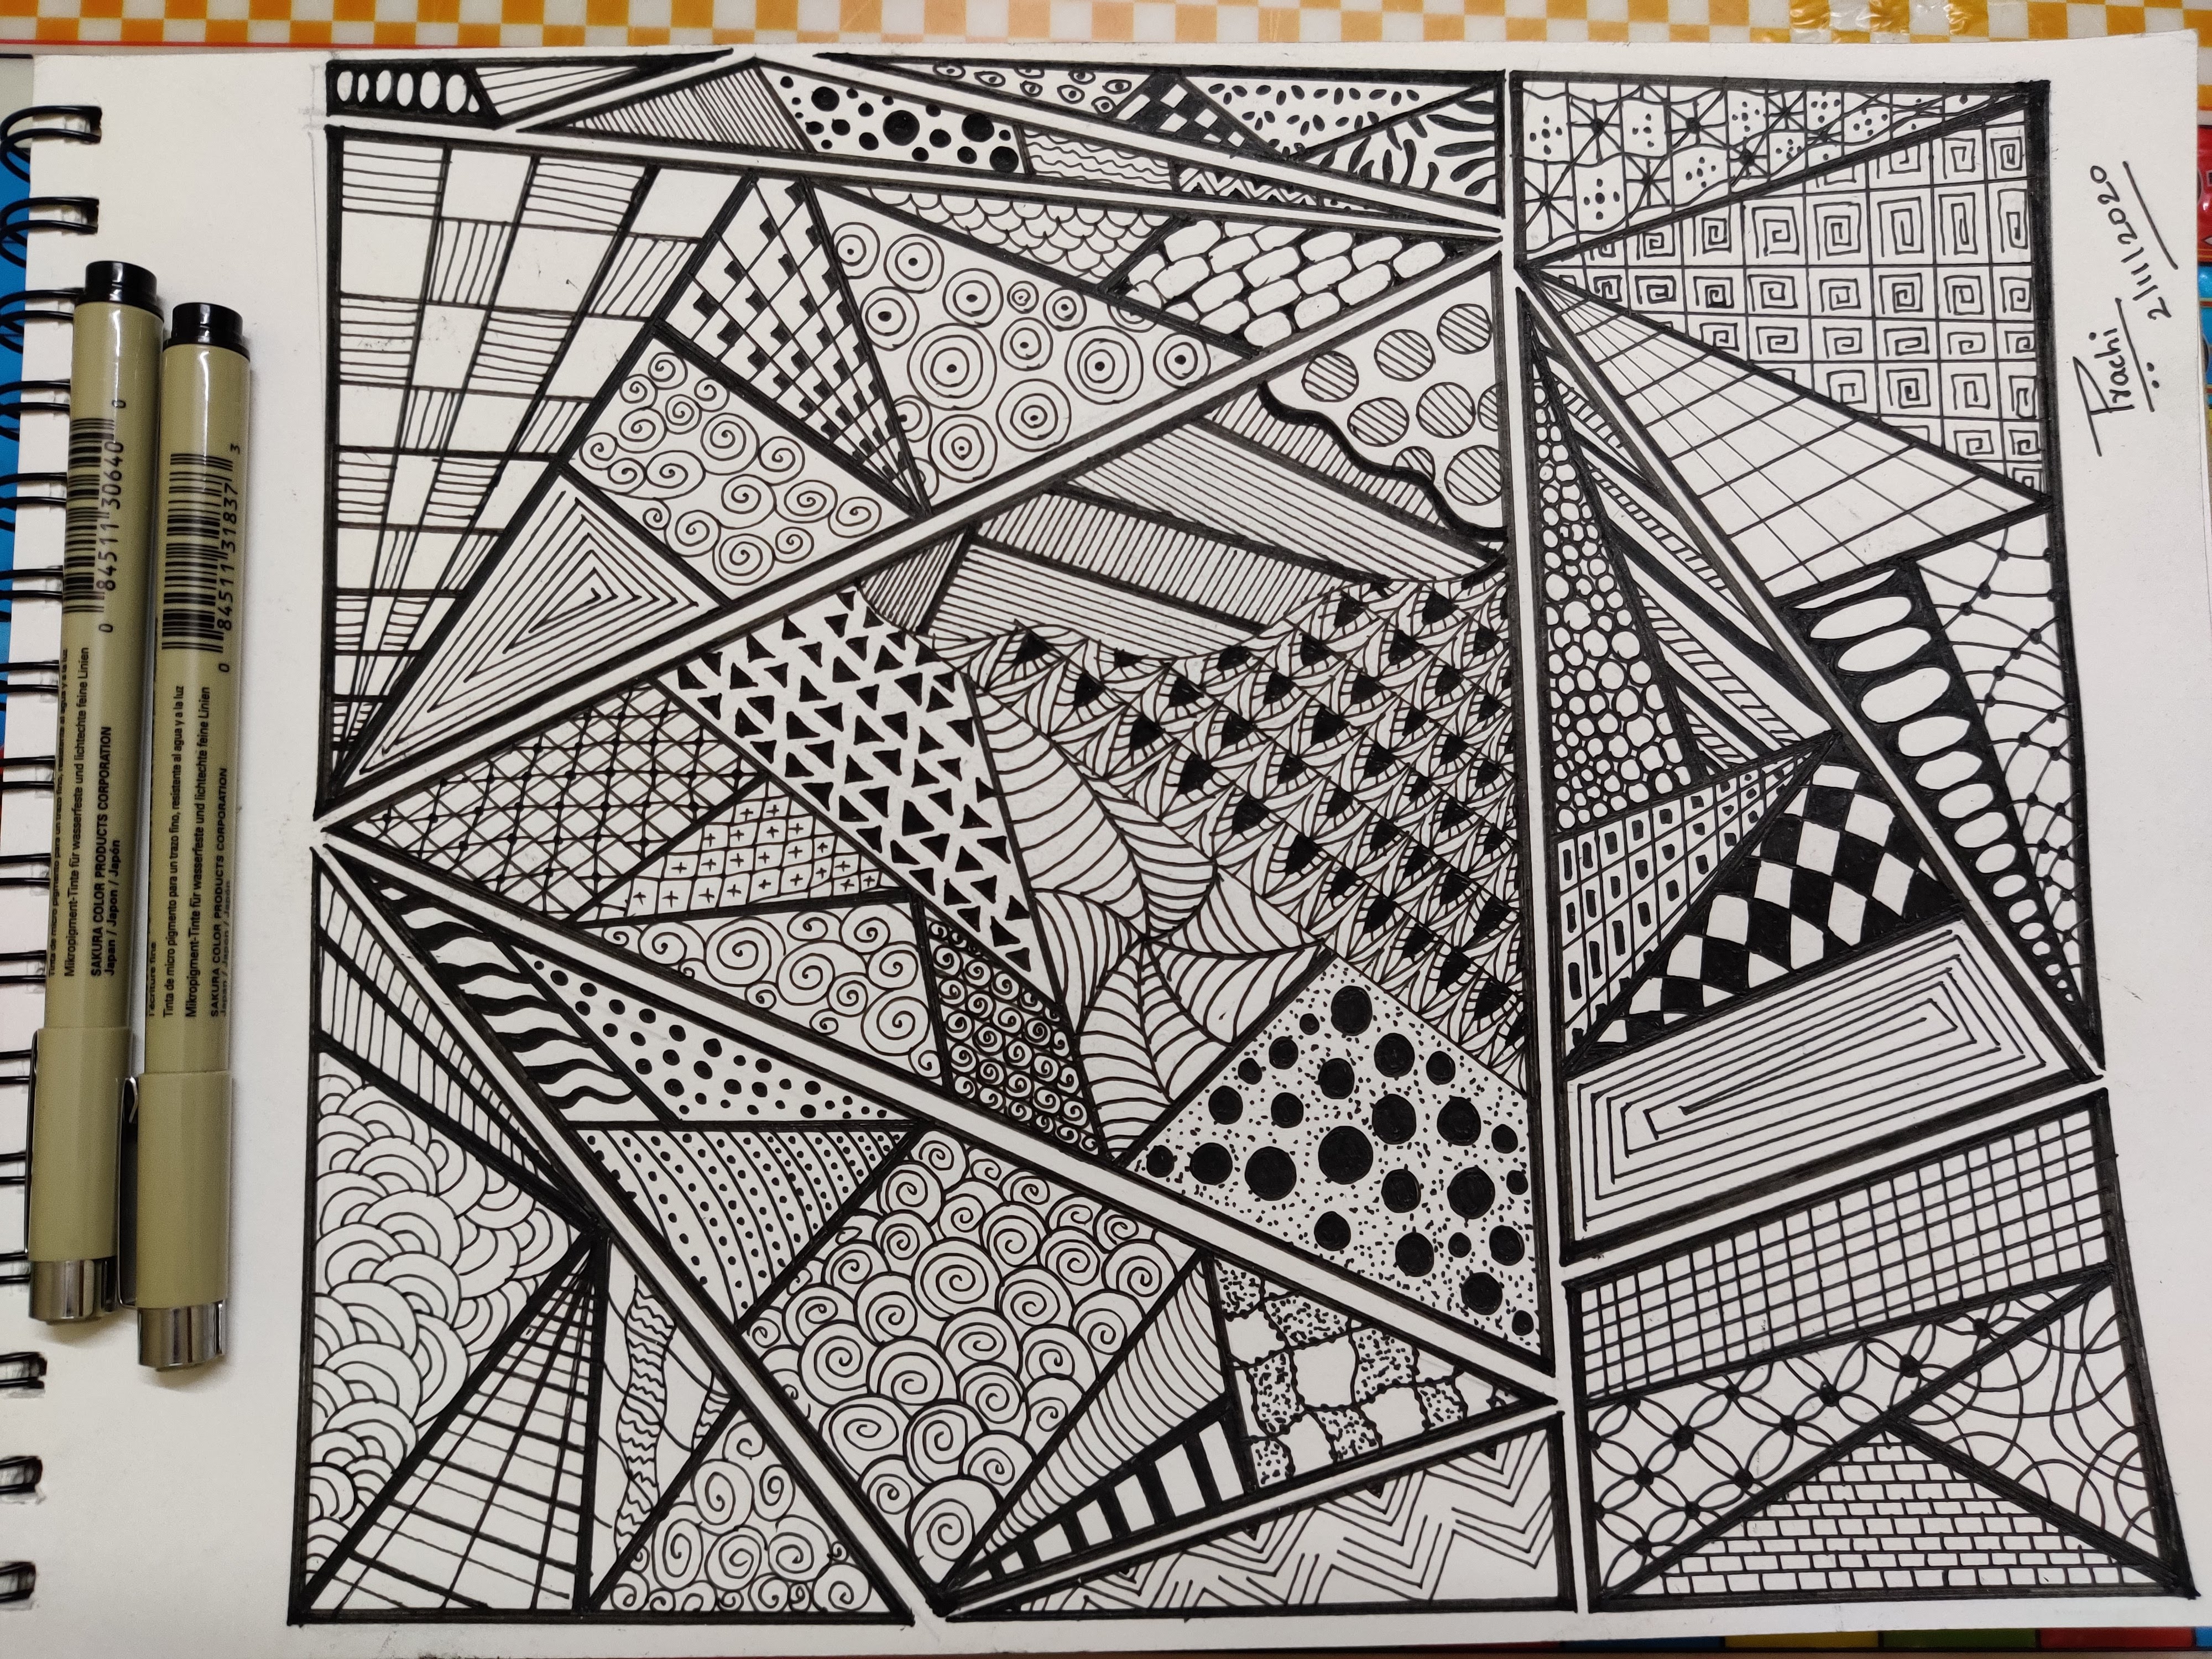 Tinta de micro pigmento para un trazo fino, resistente al agua y a la luz
Mikropigment-Tinte für wasserfeste und lichtechte feine Linien
SAKURA COLOR PRODUCTS CORPORATION
Japan / Japon / Japón
0 84511 30640 0
l'écriture fine
Tinta de micro pigmento para un trazo fino, resistente al agua y a la luz
Mikropigment-Tinte für wasserfeste und lichtechte feine Linien
SAKURA COLOR PRODUCTS CORPORATION
Japan / Japon / Japón
0 84511 31837 3
Prachi
2/11/2020